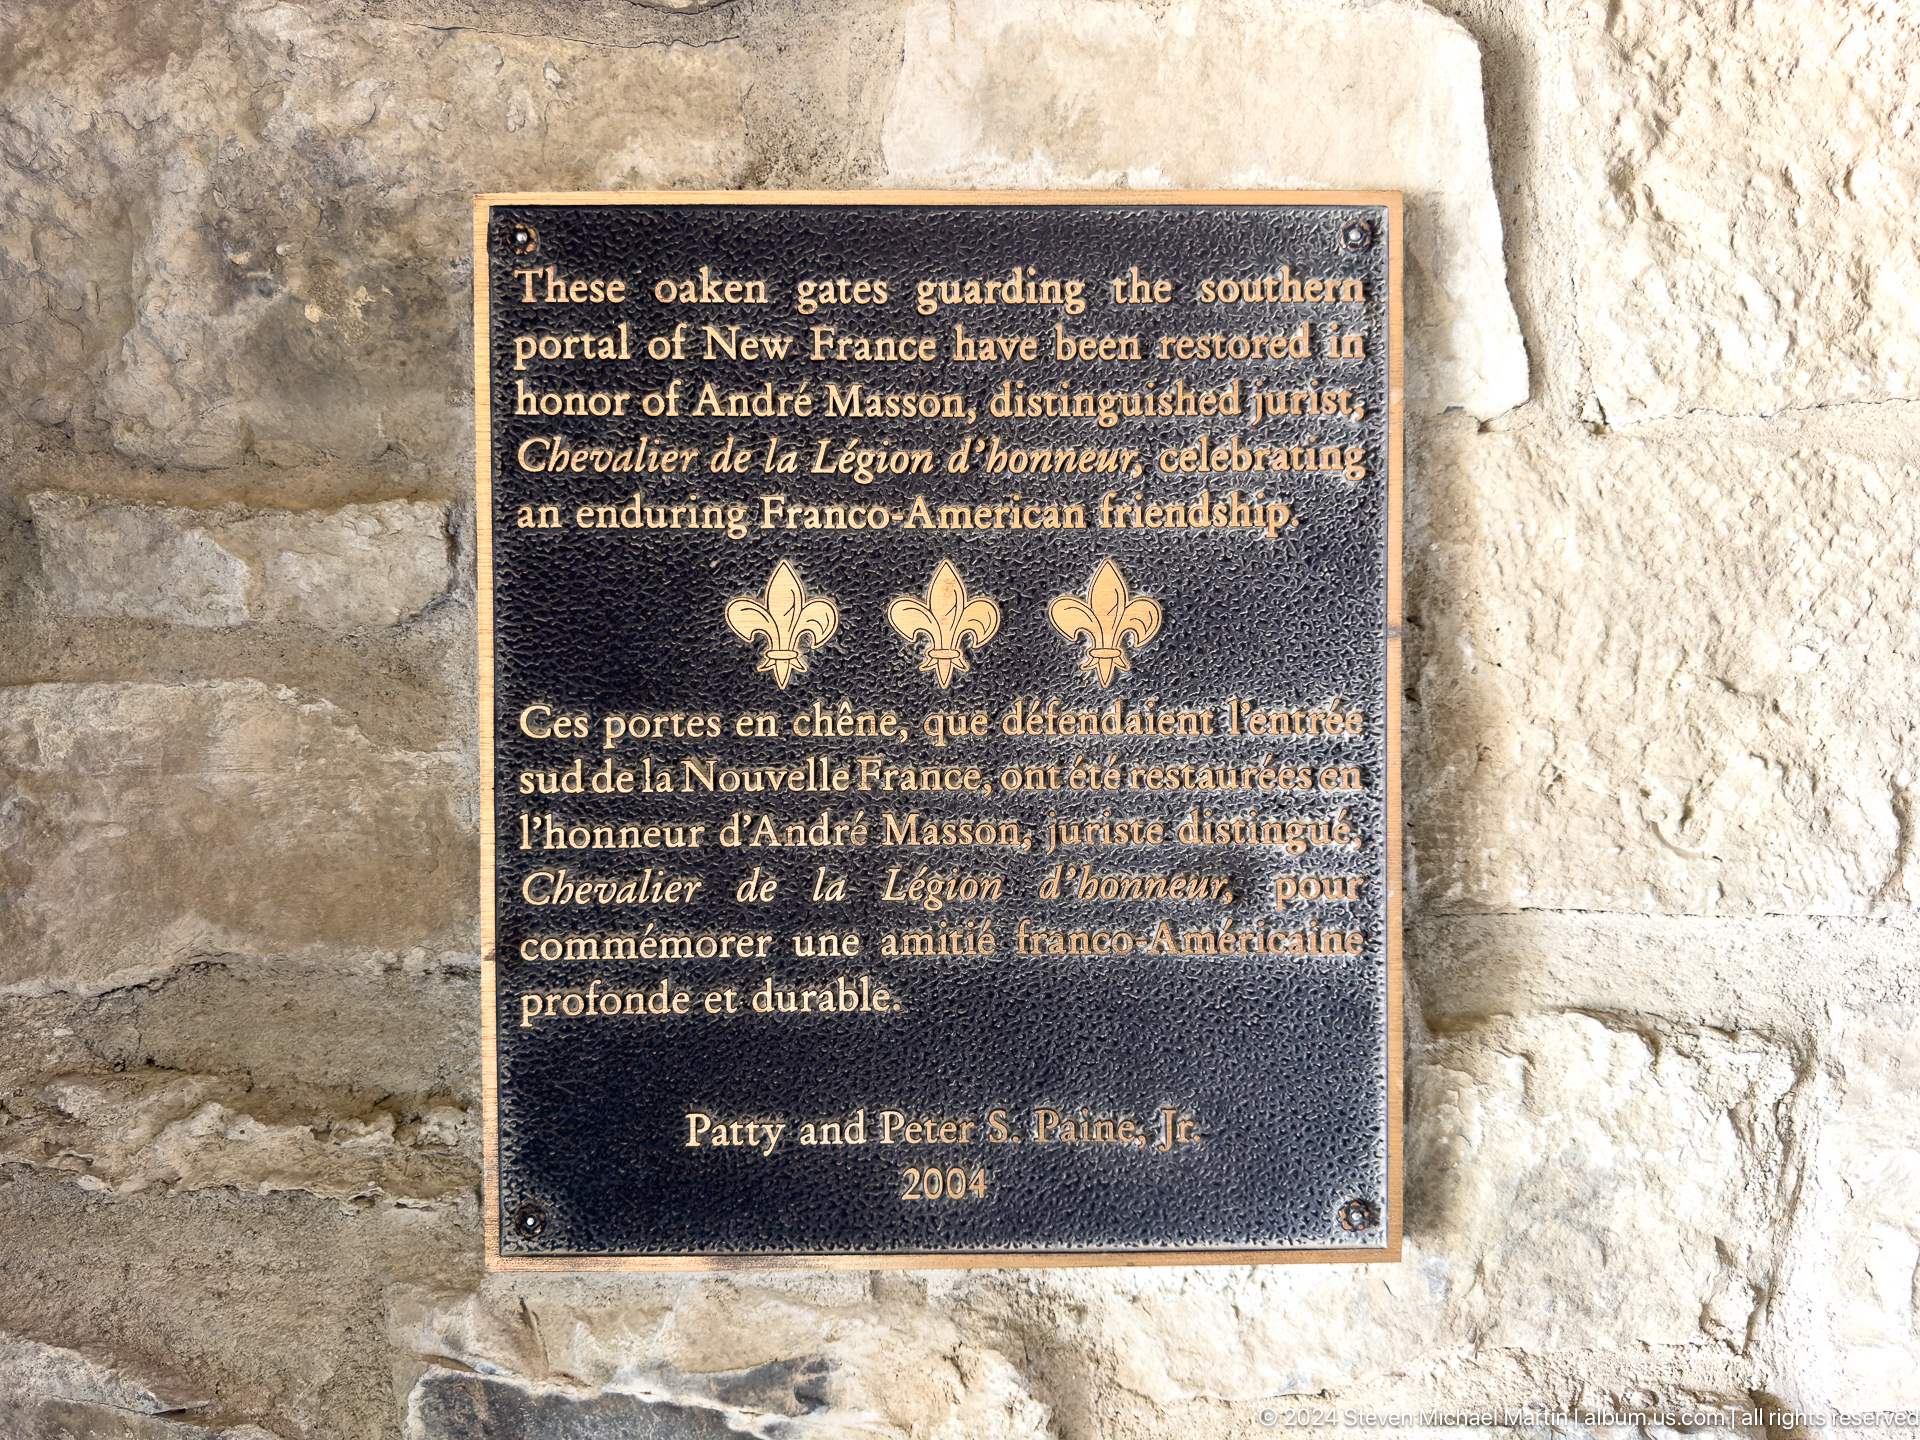 These oaken gates guarding the southern
portal of New France have been restored in
honor of André Masson, distinguished jurist,
Chevalier de la Légion d'honneur, celebrating
an enduring Franco-American friendship.
Ces portes en chêne, que défendaient l'entrée
sud de la Nouvelle France, ont été restaurées en
l'honneur d'André Masson, juriste distingué,
Chevalier de la Légion d'honneur, pour
commémorer une amitié franco-Américaine
profonde et durable.
Patty and Peter S. Paine, Jr.
2004
© 2024 Steven Michael Martin | album.us.com | all rights reserved